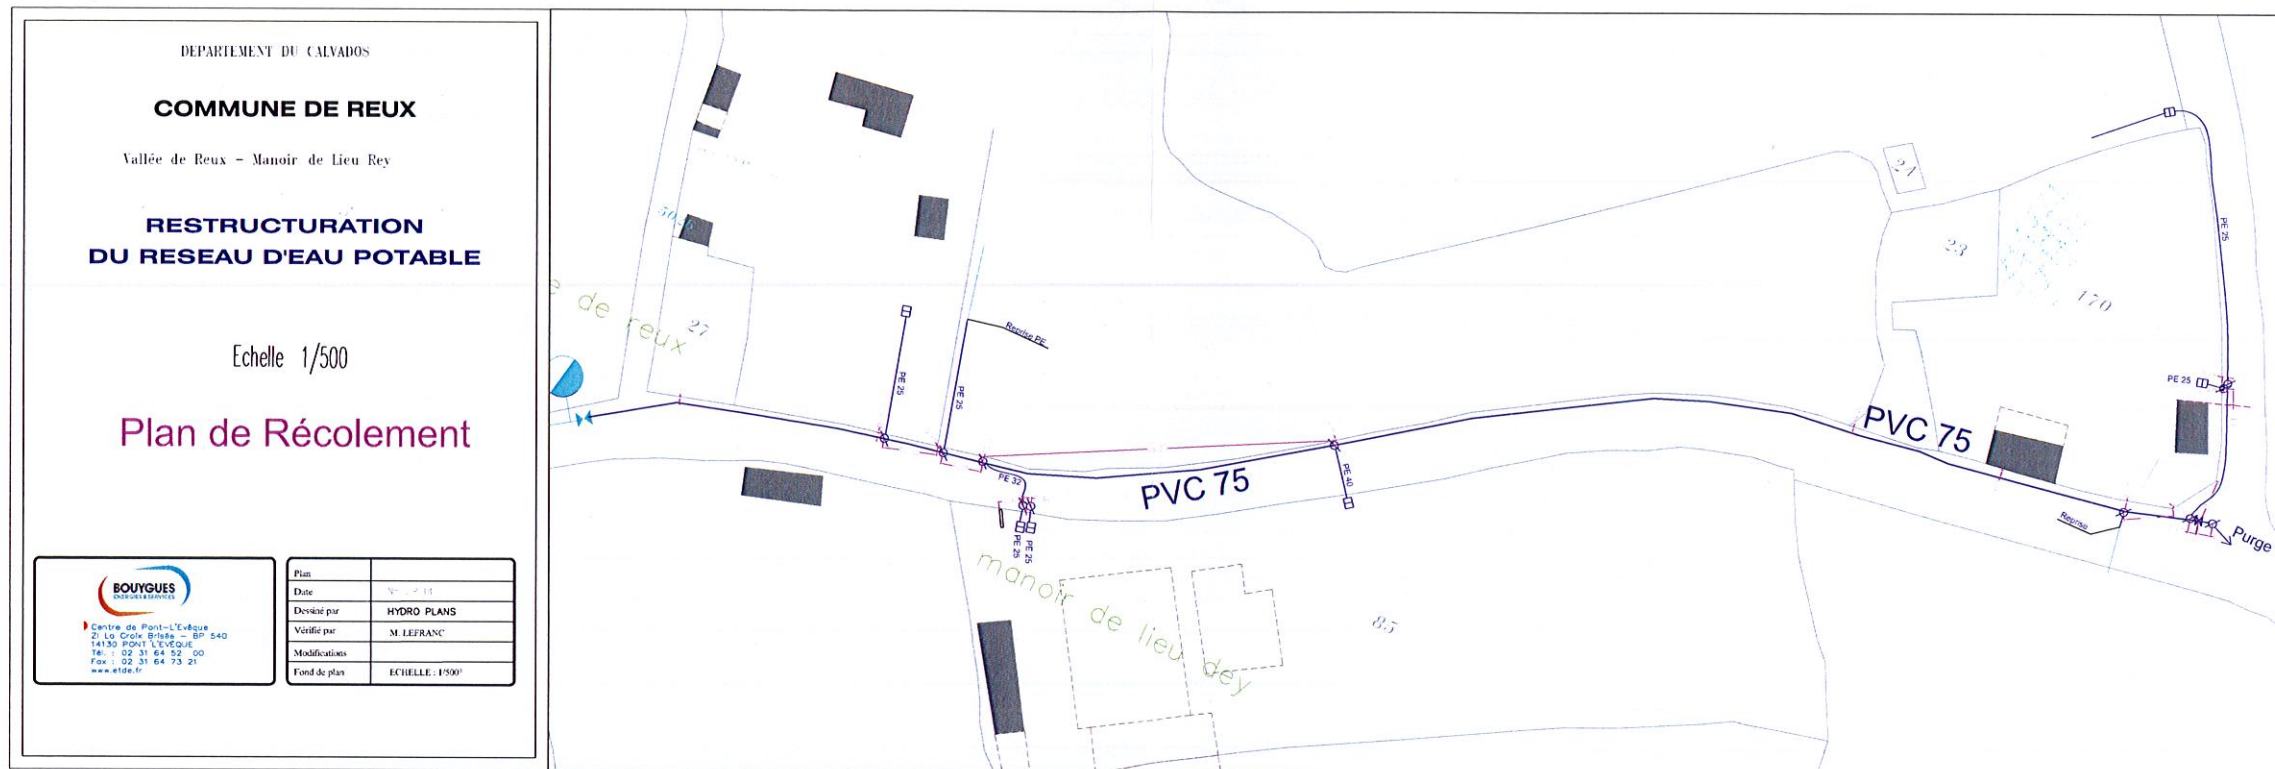 DEPARTEMENT DU CALVADOS
COMMUNE DE REUX
Vallée de Reux - Manoir de Lieu Rey
RESTRUCTURATION
DU RESEAU D'EAU POTABLE
Echelle 1/500
Plan de Récolement
BOUYGUES
ENERGIES & SERVICES
Centre de Pont-L'Evêque
ZI La Croix Brisée - BP 540
14130 PONT L'EVEQUE
Tél. : 02 31 64 52 00
Fax : 02 31 64 73 21
www.etde.fr
Plan
Date
Dessiné par HYDRO PLANS
Vérifié par M. LEFRANC
Modifications
Fond de plan ECHELLE : 1/500°
e de reux
27
PE 25
PE 25
Reprise PE
PE 32
PE 25
PE 25
PVC 75
PE 40
manoir de lieu dey
85
PVC 75
23
170
PE 25
PE 25
Reprise
Purge